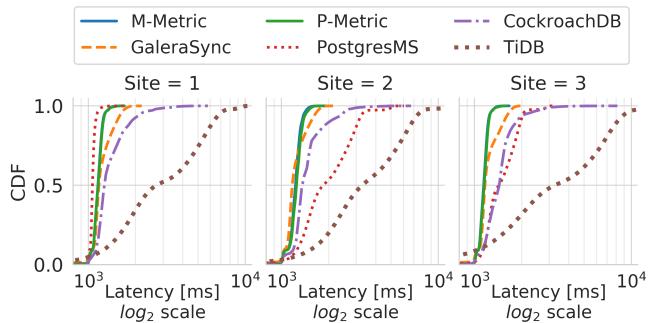 M-Metric P-Metric CockroachDB
GaleraSync PostgresMS TiDB
Site = 1 Site = 2 Site = 3
CDF
1.0
0.5
0.0
10³ 10⁴ 10³ 10⁴ 10³ 10⁴
Latency [ms] Latency [ms] Latency [ms]
log₂ scale log₂ scale log₂ scale